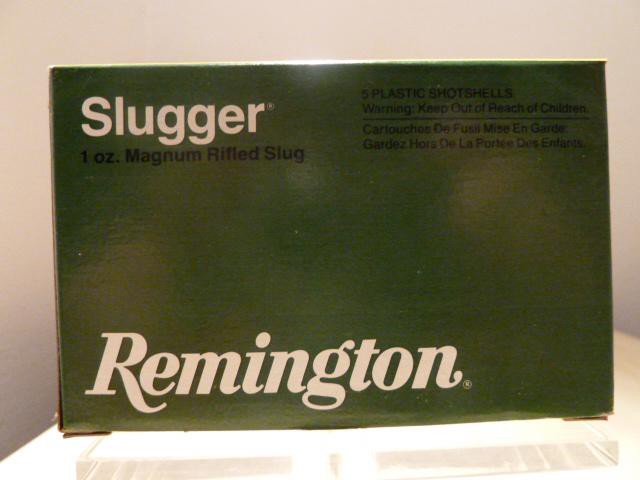 Slugger®
1 oz. Magnum Rifled Slug
5 PLASTIC SHOTSHELLS
Warning: Keep Out of Reach of Children.
Cartouches De Fusil Mise En Garde:
Gardez Hors De La Portée Des Enfants.
Remington®